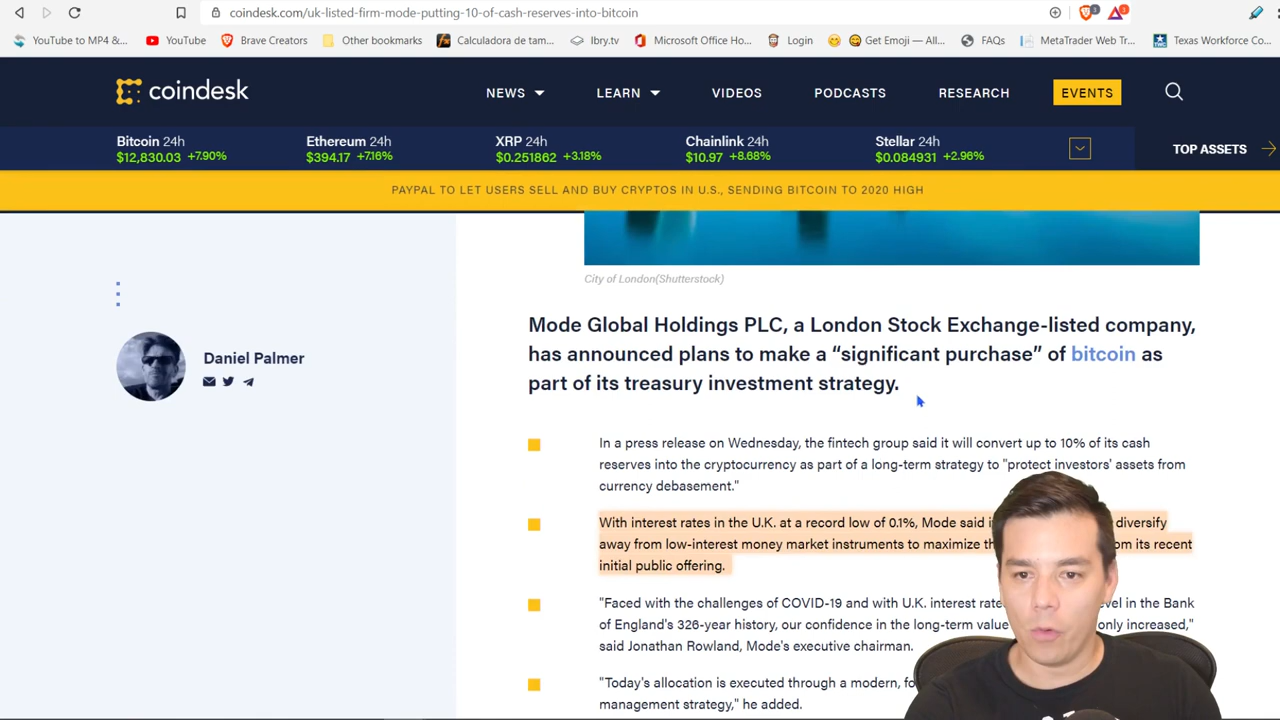 coindesk.com/uk-listed-firm-mode-putting-10-of-cash-reserves-into-bitcoin
3
3
YouTube to MP4 &...
YouTube
Brave Creators
Other bookmarks
Calculadora de tam...
lbry.tv
Microsoft Office Ho...
Login
Get Emoji — All...
FAQs
MetaTrader Web Tr...
Texas Workforce Co...
coindesk
NEWS
LEARN
VIDEOS
PODCASTS
RESEARCH
EVENTS
Bitcoin 24h
$12,830.03 +7.90%
Ethereum 24h
$394.17 +7.16%
XRP 24h
$0.251862 +3.18%
Chainlink 24h
$10.97 +8.68%
Stellar 24h
$0.084931 +2.96%
TOP ASSETS
PAYPAL TO LET USERS SELL AND BUY CRYPTOS IN U.S., SENDING BITCOIN TO 2020 HIGH
City of London(Shutterstock)
Daniel Palmer
Mode Global Holdings PLC, a London Stock Exchange-listed company,
has announced plans to make a “significant purchase” of bitcoin as
part of its treasury investment strategy.
In a press release on Wednesday, the fintech group said it will convert up to 10% of its cash
reserves into the cryptocurrency as part of a long-term strategy to "protect investors' assets from
currency debasement."
With interest rates in the U.K. at a record low of 0.1%, Mode said diversify
away from low-interest money market instruments to maximize its recent
initial public offering.
"Faced with the challenges of COVID-19 and with U.K. interest in the Bank
of England's 326-year history, our confidence in the long-term value only increased,"
said Jonathan Rowland, Mode's executive chairman.
"Today's allocation is executed through a modern,
management strategy," he added.